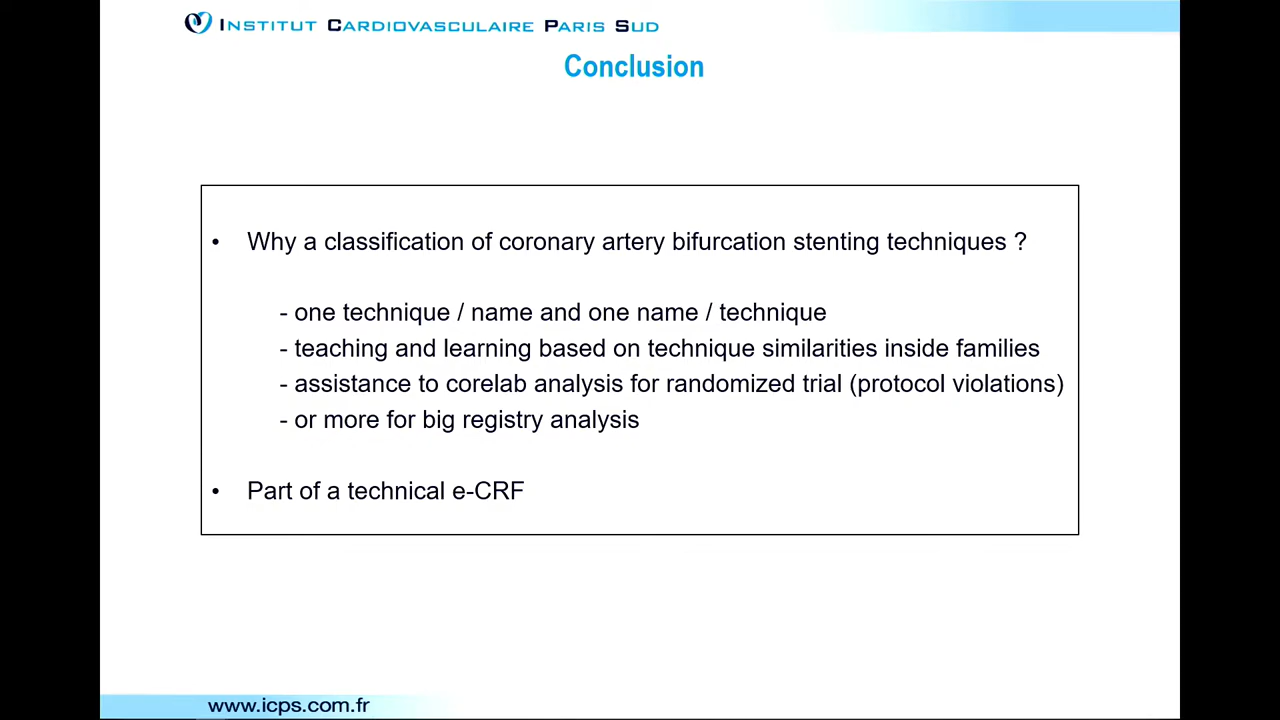 INSTITUT CARDIOVASCULAIRE PARIS SUD
Conclusion
• Why a classification of coronary artery bifurcation stenting techniques ?
- one technique / name and one name / technique
- teaching and learning based on technique similarities inside families
- assistance to corelab analysis for randomized trial (protocol violations)
- or more for big registry analysis
• Part of a technical e-CRF
www.icps.com.fr